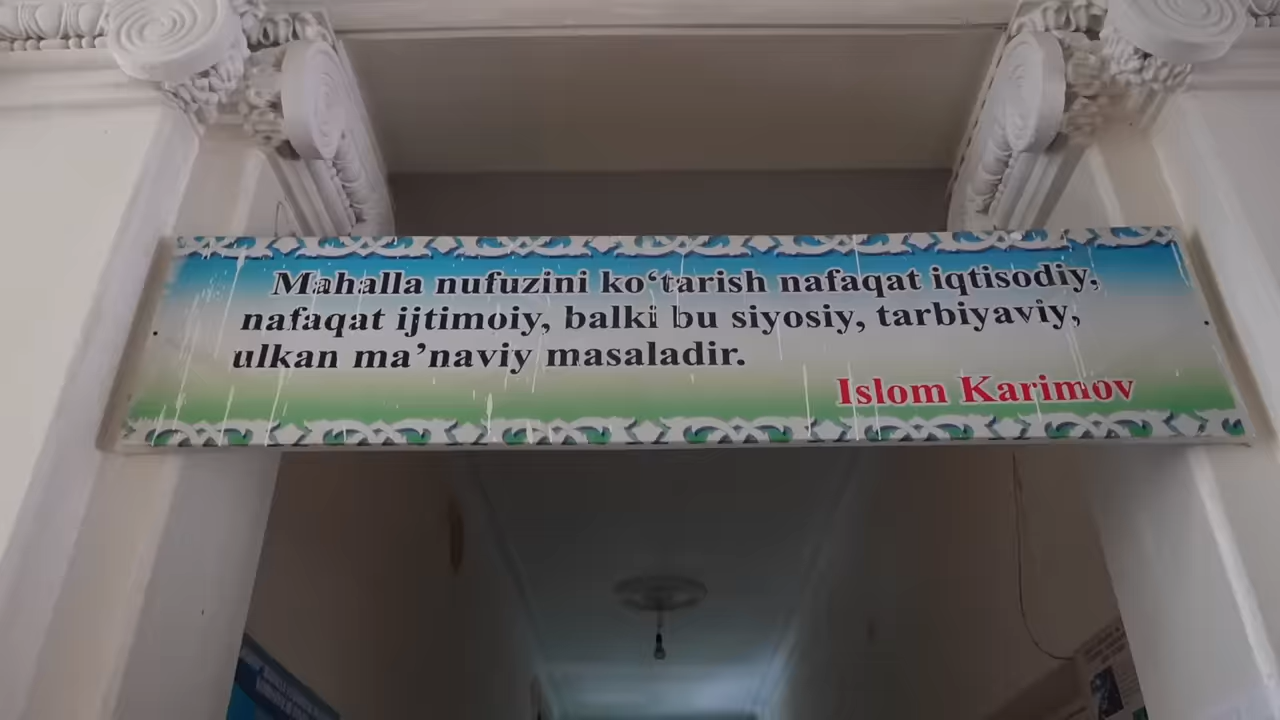 Mahalla nufuzini ko‘tarish nafaqat iqtisodiy,
nafaqat ijtimoiy, balki bu siyosiy, tarbiyaviy,
ulkan ma’naviy masaladir.
Islom Karimov